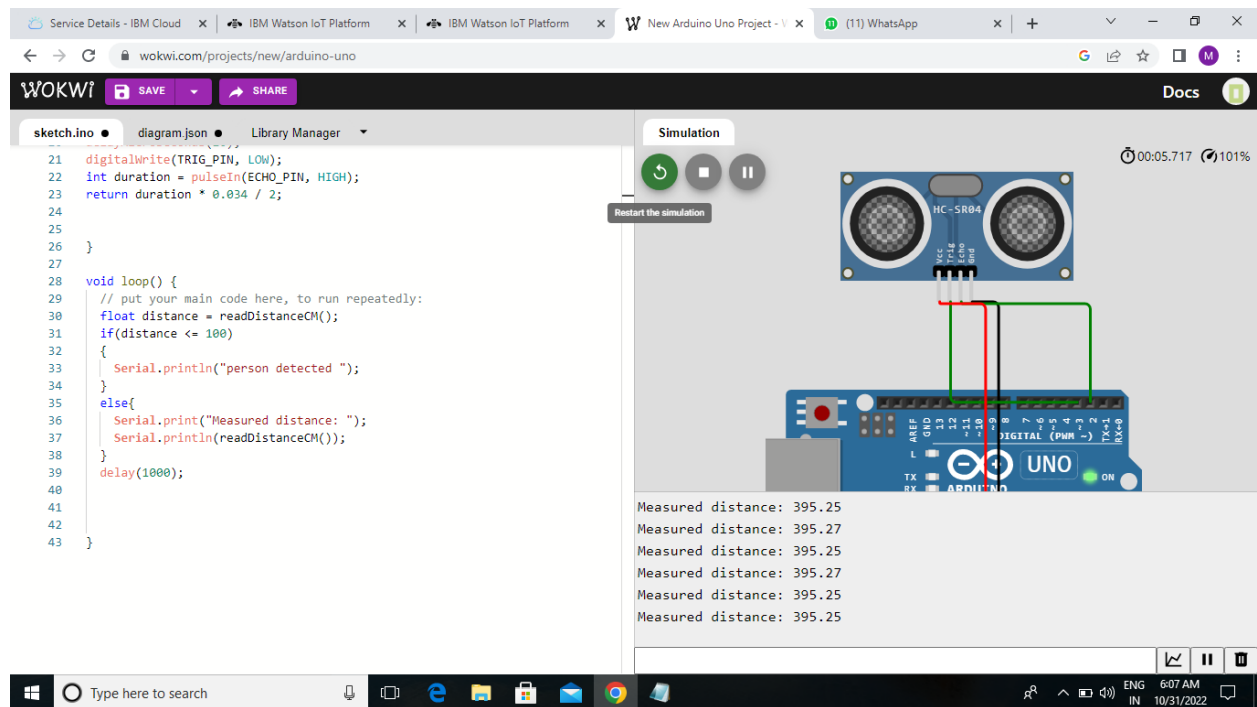 Service Details - IBM Cloud
IBM Watson IoT Platform
IBM Watson IoT Platform
New Arduino Uno Project - W
(11) WhatsApp
wokwi.com/projects/new/arduino-uno
M
WOKWI
SAVE
SHARE
Docs
sketch.ino
diagram.json
Library Manager
Simulation
21 digitalWrite(TRIG_PIN, LOW);
22 int duration = pulseIn(ECHO_PIN, HIGH);
23 return duration * 0.034 / 2;
24
25
26 }
27
28 void loop() {
29 // put your main code here, to run repeatedly:
30 float distance = readDistanceCM();
31 if(distance <= 100)
32 {
33 Serial.println("person detected ");
34 }
35 else{
36 Serial.print("Measured distance: ");
37 Serial.println(readDistanceCM());
38 }
39 delay(1000);
40
41
42
43 }
00:05.717
101%
Restart the simulation
HC-SR04
Vcc
Trig
Echo
Gnd
AREF
GND
13
12
~11
~10
~9
8
7
~6
~5
4
~3
2
TX→1
RX←0
DIGITAL (PWM ~)
L
TX
RX
UNO
ON
ARDUINO
Measured distance: 395.25
Measured distance: 395.27
Measured distance: 395.25
Measured distance: 395.27
Measured distance: 395.25
Measured distance: 395.25
Type here to search
ENG
IN
6:07 AM
10/31/2022